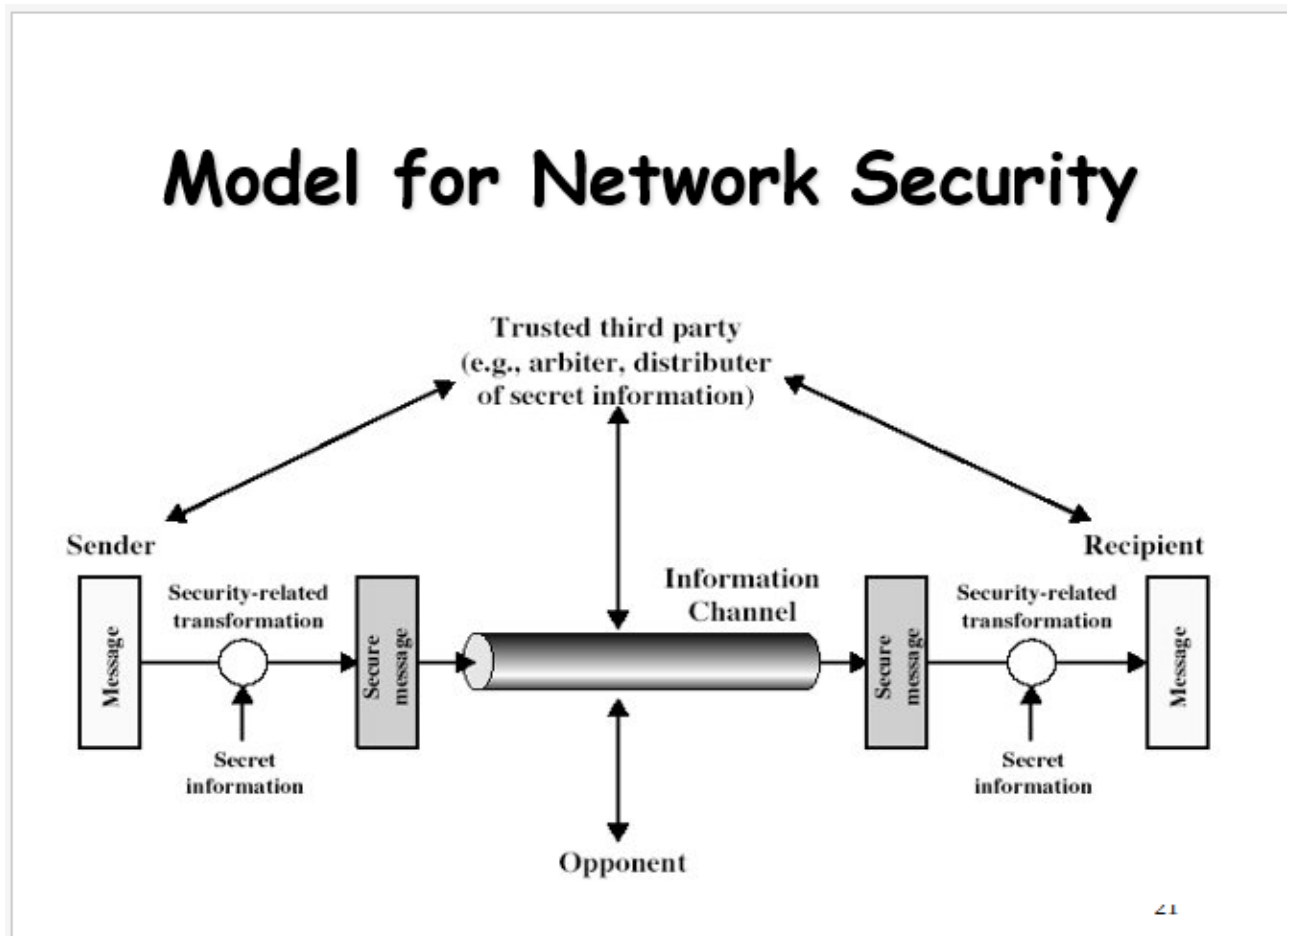 Model for Network Security
Trusted third party
(e.g., arbiter, distributer
of secret information)
Sender
Recipient
Information
Channel
Security-related
transformation
Security-related
transformation
Message
Secure
message
Secure
message
Message
Secret
information
Secret
information
Opponent
21